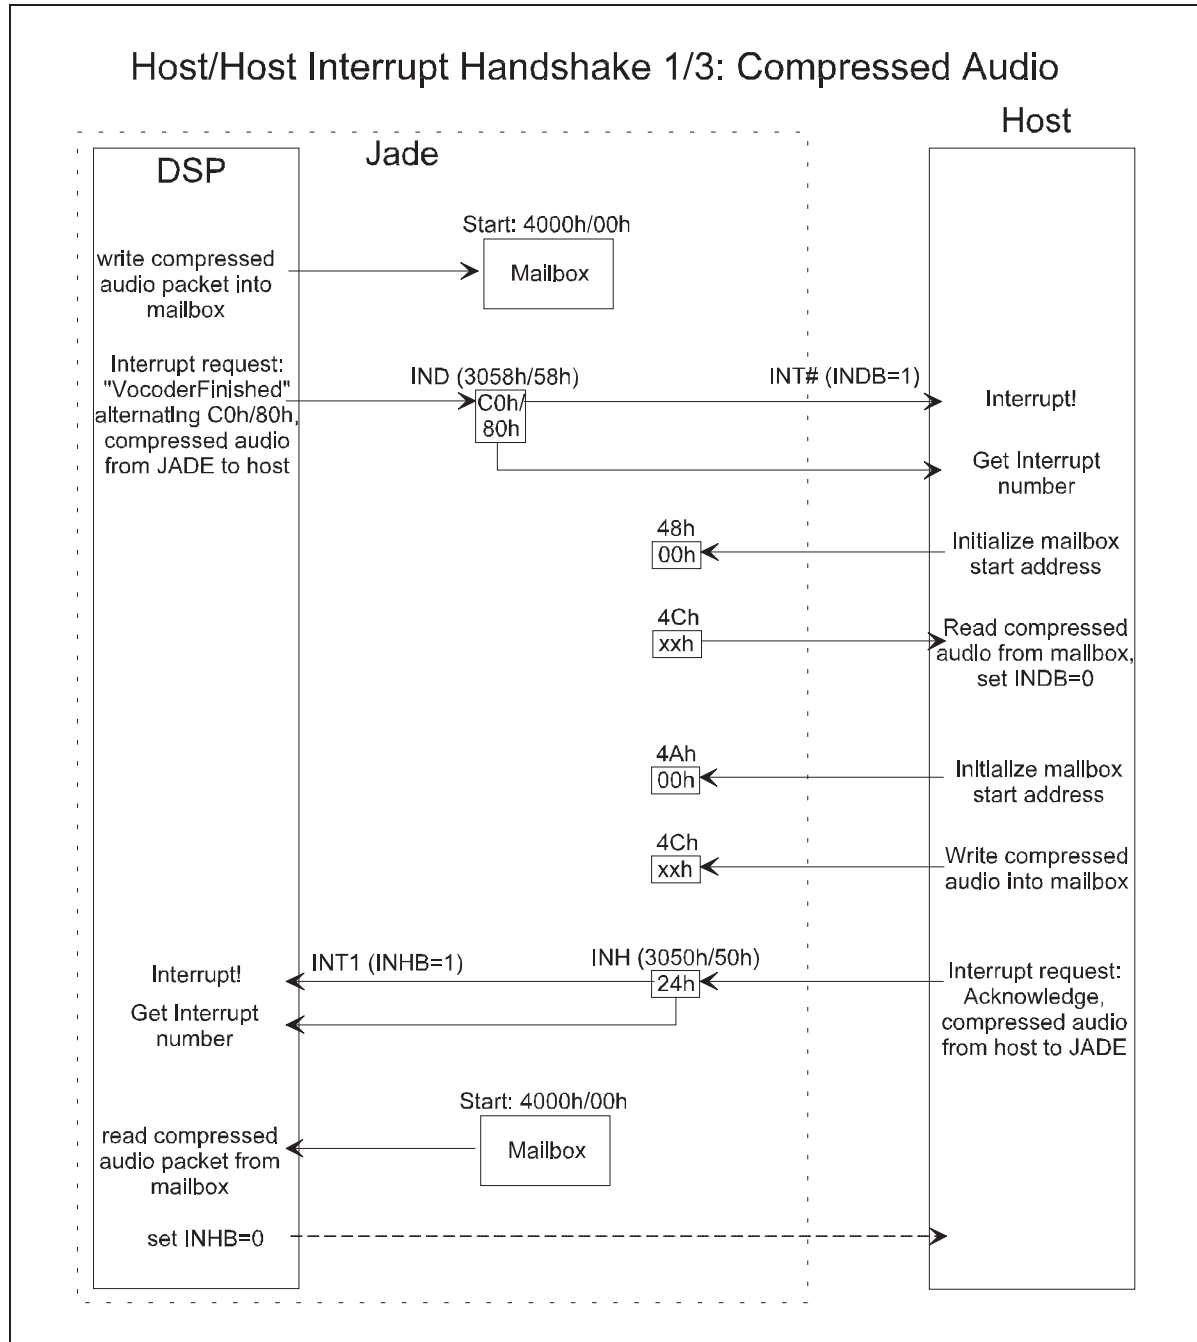 Host/Host Interrupt Handshake 1/3: Compressed Audio
Host
Jade
DSP
Start: 4000h/00h
write compressed
audio packet into
mailbox
Mailbox
Interrupt request:
"VocoderFinished"
alternating C0h/80h,
compressed audio
from JADE to host
IND (3058h/58h)
C0h/
80h
INT# (INDB=1)
Interrupt!
Get Interrupt
number
48h
00h
Initialize mailbox
start address
4Ch
xxh
Read compressed
audio from mailbox,
set INDB=0
4Ah
00h
Initialize mailbox
start address
4Ch
xxh
Write compressed
audio into mailbox
INH (3050h/50h)
24h
Interrupt request:
Acknowledge,
compressed audio
from host to JADE
INT1 (INHB=1)
Interrupt!
Get Interrupt
number
Start: 4000h/00h
Mailbox
read compressed
audio packet from
mailbox
set INHB=0